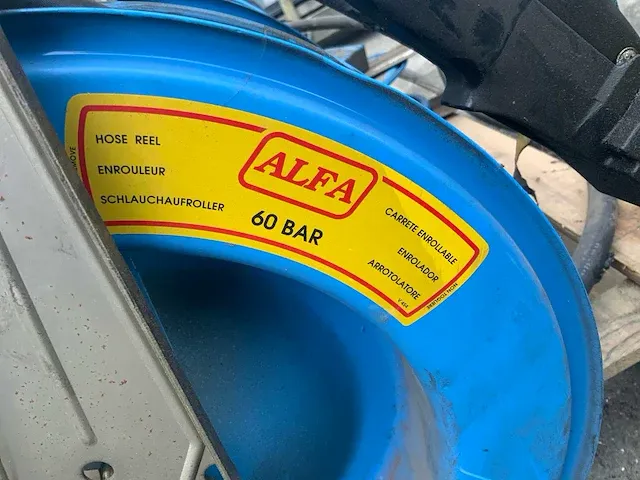 HOSE REEL
ENROULEUR
SCHLAUCHAUFROLLER
ALFA
60 BAR
CARRETE ENROLLABLE
ENROLADOR
ARROTOLATORE